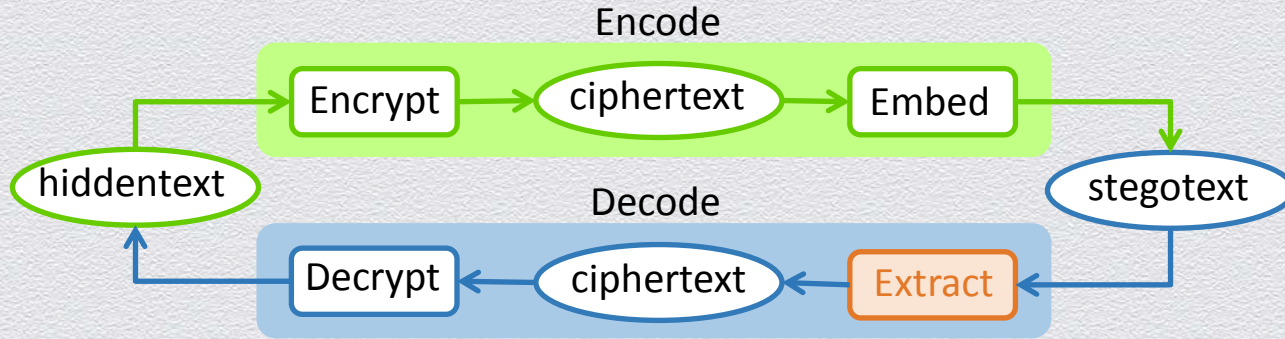 Encode
Encrypt
ciphertext
Embed
hiddentext
stegotext
Decode
Decrypt
ciphertext
Extract